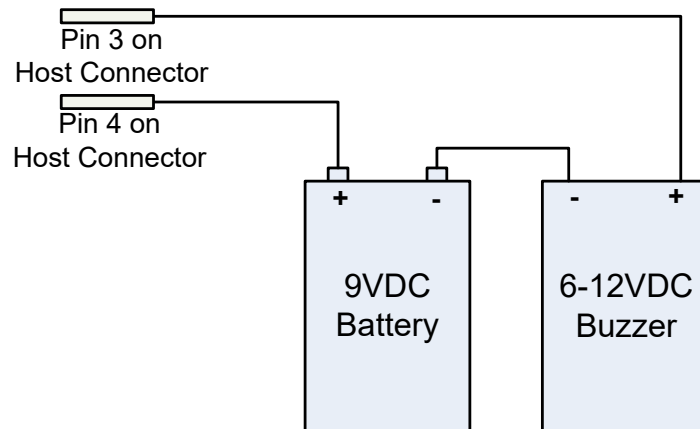 Pin 3 on
Host Connector
Pin 4 on
Host Connector
+ -
- +
9VDC
Battery
6-12VDC
Buzzer